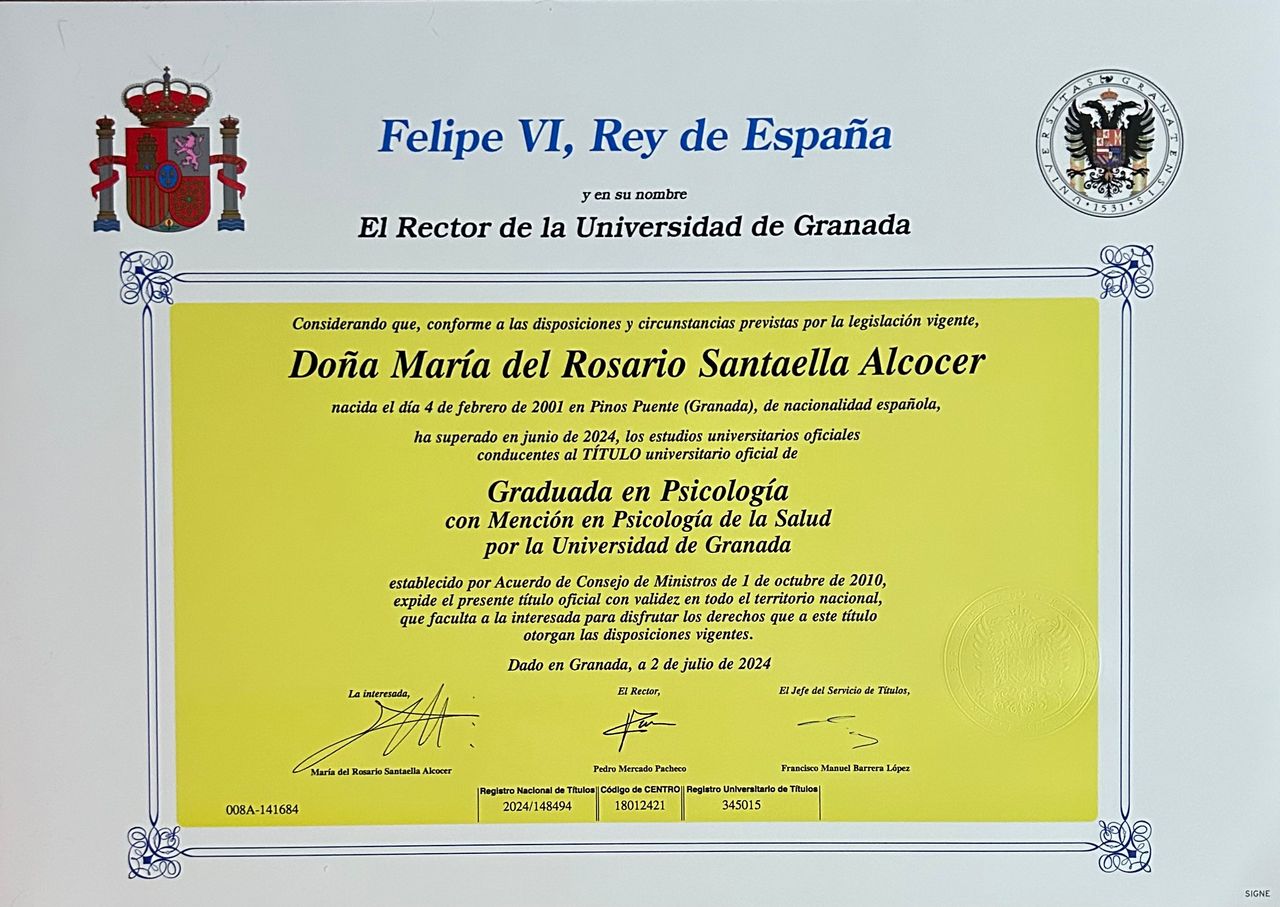 Felipe VI, Rey de España
y en su nombre
El Rector de la Universidad de Granada
UNIVERSITAS GRANATENSIS
· 1531 ·
Considerando que, conforme a las disposiciones y circunstancias previstas por la legislación vigente,
Doña María del Rosario Santaella Alcocer
nacida el día 4 de febrero de 2001 en Pinos Puente (Granada), de nacionalidad española,
ha superado en junio de 2024, los estudios universitarios oficiales
conducentes al TÍTULO universitario oficial de
Graduada en Psicología
con Mención en Psicología de la Salud
por la Universidad de Granada
establecido por Acuerdo de Consejo de Ministros de 1 de octubre de 2010,
expide el presente título oficial con validez en todo el territorio nacional,
que faculta a la interesada para disfrutar los derechos que a este título
otorgan las disposiciones vigentes.
Dado en Granada, a 2 de julio de 2024
La interesada,
El Rector,
El Jefe del Servicio de Títulos,
María del Rosario Santaella Alcocer
Pedro Mercado Pacheco
Francisco Manuel Barrera López
Registro Nacional de Títulos
Código de CENTRO
Registro Universitario de Títulos
008A-141684
2024/148494
18012421
345015
SIGNE